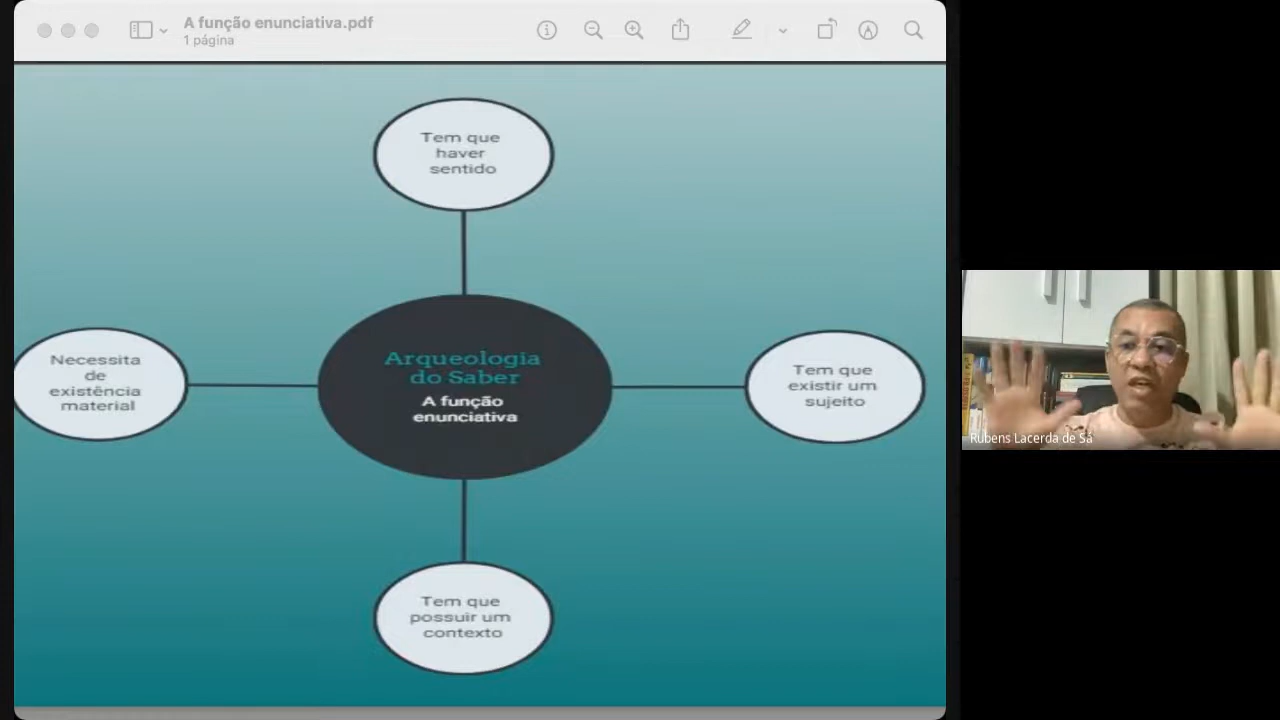 A função enunciativa.pdf
1 página
Tem que
haver
sentido
Necessita
de
existência
material
Arqueologia
do Saber
A função
enunciativa
Tem que
existir um
sujeito
Tem que
possuir um
contexto
Rubens Lacerda de Sá